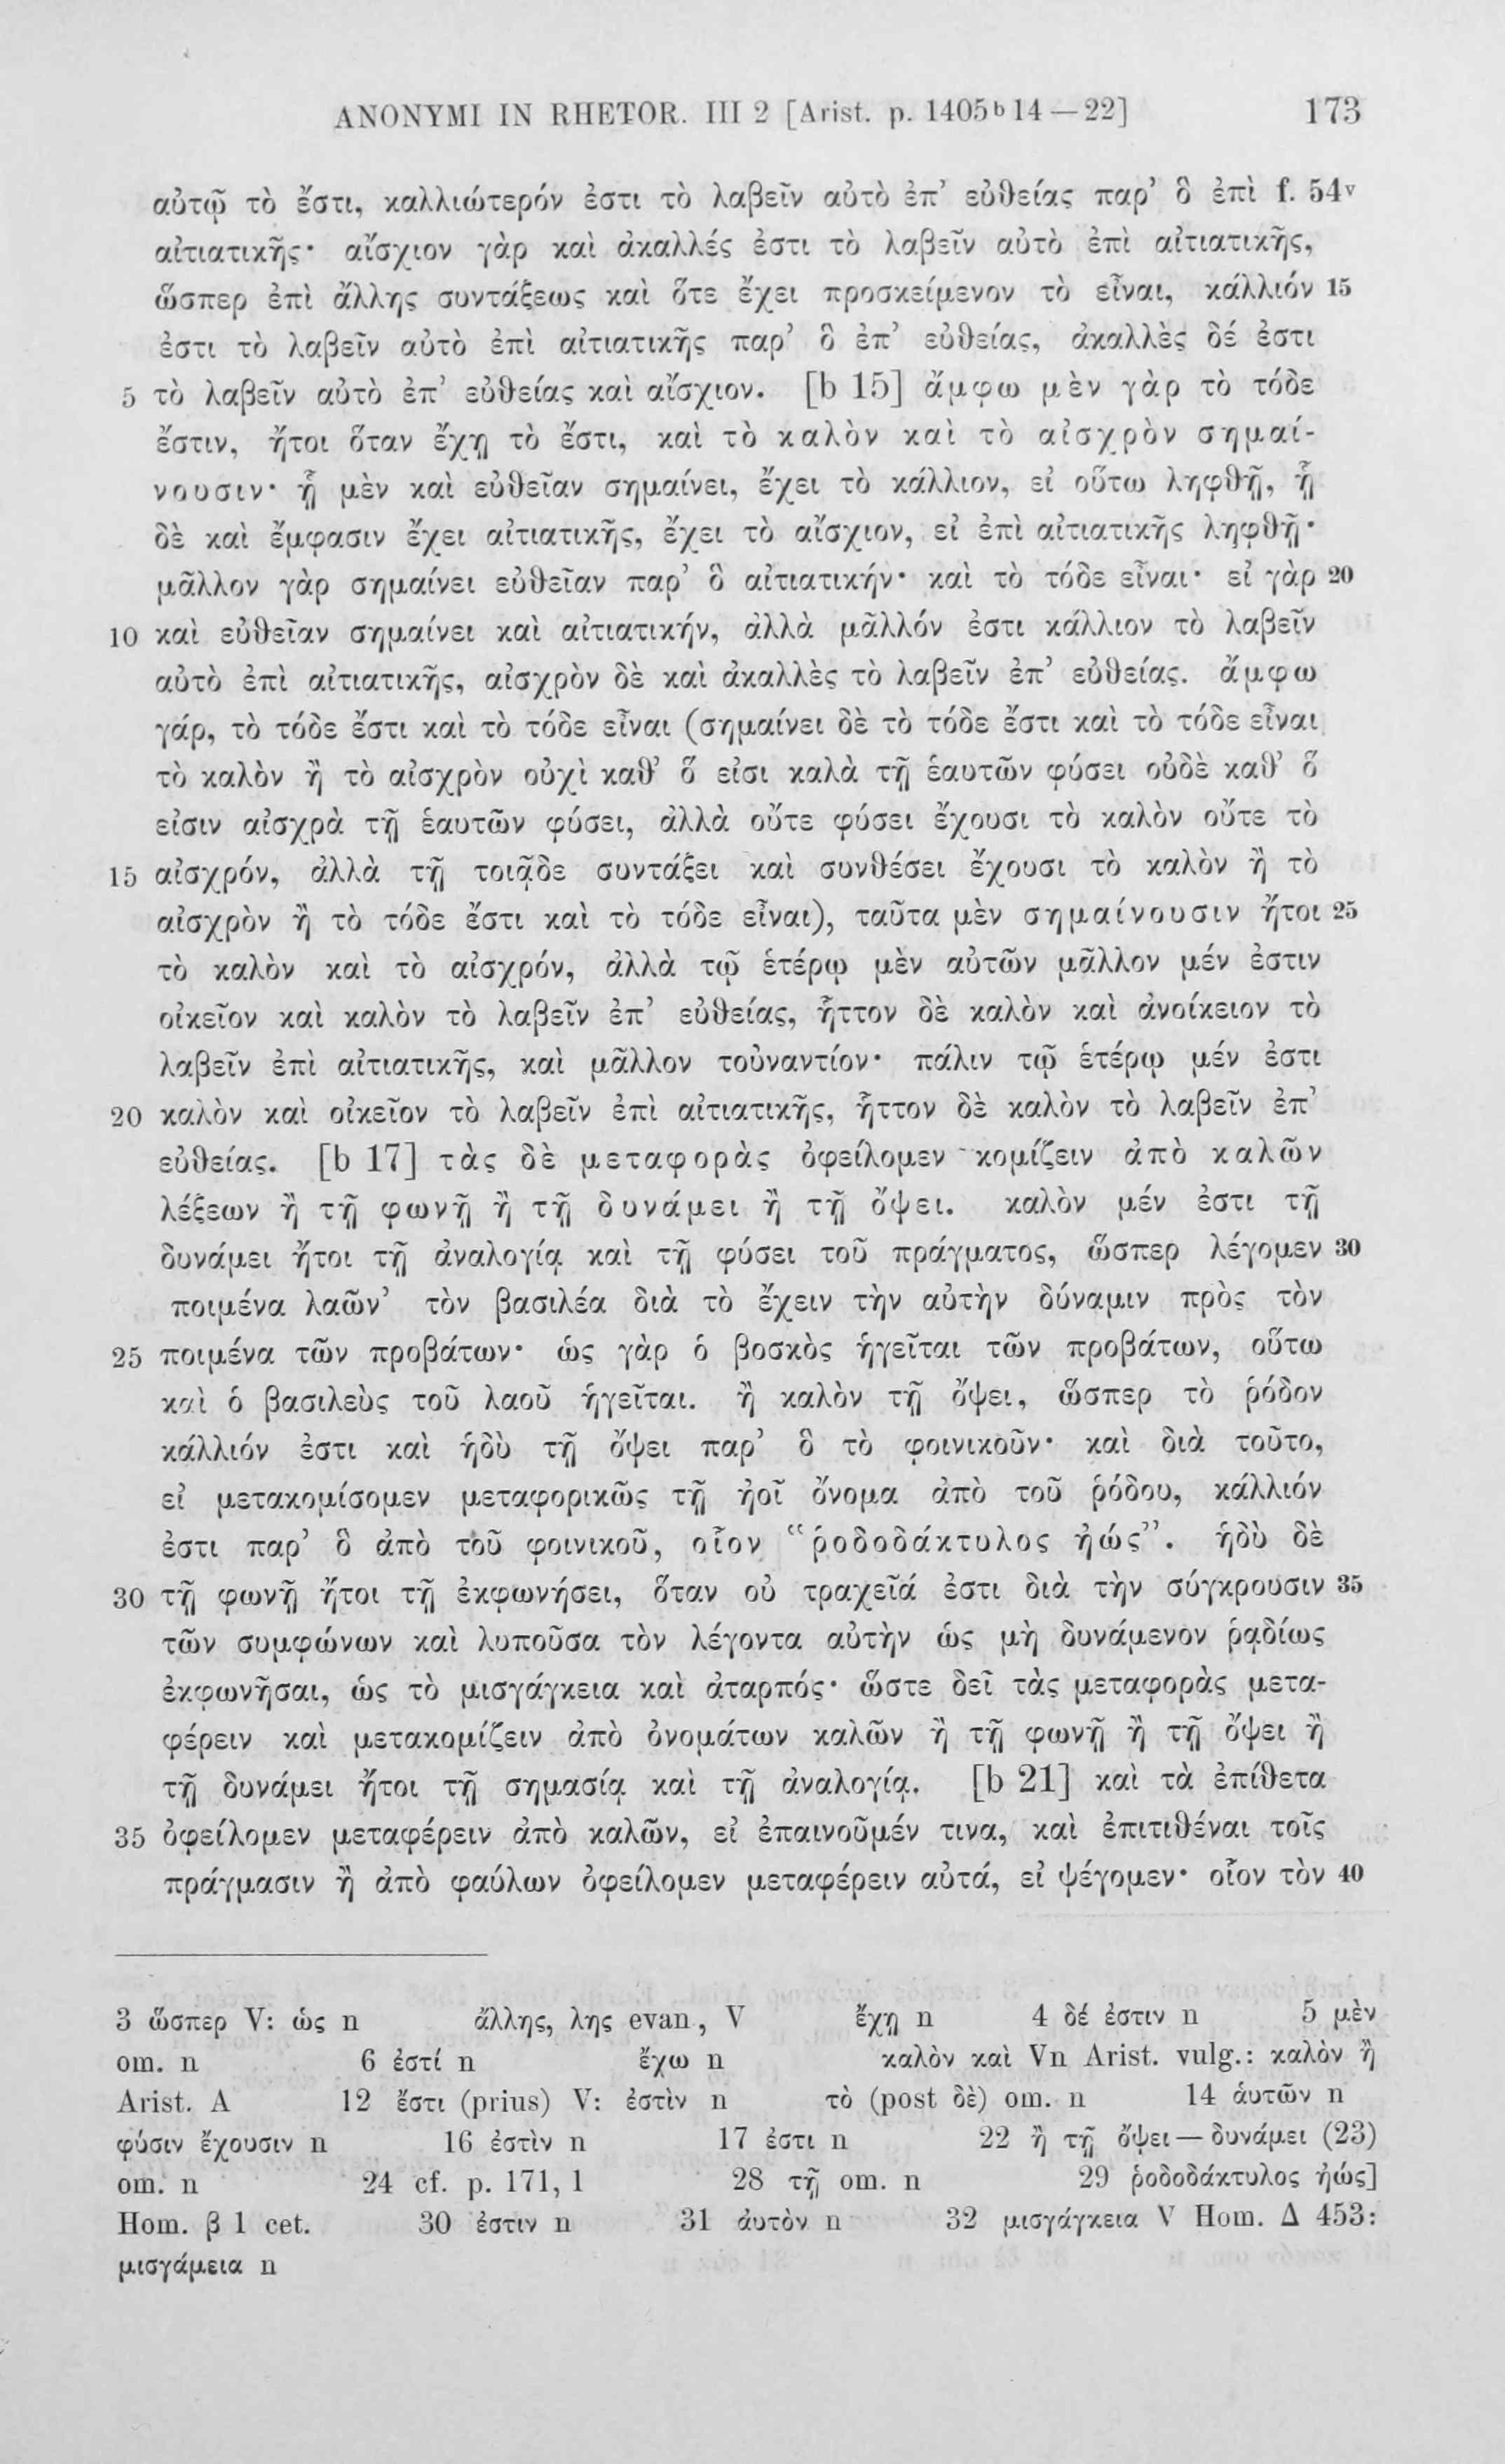 ANONYMI IN RHETOR. III 2 [Arist. p. 1405ᵇ14—22] 173
αὐτῷ τὸ ἔστι, καλλιώτερόν ἐστι τὸ λαβεῖν αὐτὸ ἐπ’ εὐθείας παρ’ ὃ ἐπὶ f. 54ᵛ
αἰτιατικῆς· αἴσχιον γὰρ καὶ ἀκαλλές ἐστι τὸ λαβεῖν αὐτὸ ἐπὶ αἰτιατικῆς,
ὥσπερ ἐπὶ ἄλλης συντάξεως καὶ ὅτε ἔχει προσκείμενον τὸ εἶναι, κάλλιόν 15
ἐστι τὸ λαβεῖν αὐτὸ ἐπὶ αἰτιατικῆς παρ’ ὃ ἐπ’ εὐθείας, ἀκαλλὲς δέ ἐστι
5 τὸ λαβεῖν αὐτὸ ἐπ’ εὐθείας καὶ αἴσχιον. [b 15] ἄμφω μὲν γὰρ τὸ τόδε
ἔστιν, ἤτοι ὅταν ἔχῃ τὸ ἔστι, καὶ τὸ καλὸν καὶ τὸ αἰσχρὸν σημαί-
νουσιν· ᾗ μὲν καὶ εὐθεῖαν σημαίνει, ἔχει τὸ κάλλιον, εἰ οὕτω ληφθῇ, ᾗ
δὲ καὶ ἔμφασιν ἔχει αἰτιατικῆς, ἔχει τὸ αἴσχιον, εἰ ἐπὶ αἰτιατικῆς ληφθῇ·
μᾶλλον γὰρ σημαίνει εὐθεῖαν παρ’ ὃ αἰτιατικήν· καὶ τὸ τόδε εἶναι· εἰ γὰρ 20
10 καὶ εὐθεῖαν σημαίνει καὶ αἰτιατικήν, ἀλλὰ μᾶλλόν ἐστι κάλλιον τὸ λαβεῖν
αὐτὸ ἐπὶ αἰτιατικῆς, αἰσχρὸν δὲ καὶ ἀκαλλὲς τὸ λαβεῖν ἐπ’ εὐθείας. ἄμφω
γάρ, τὸ τόδε ἔστι καὶ τὸ τόδε εἶναι (σημαίνει δὲ τὸ τόδε ἔστι καὶ τὸ τόδε εἶναι
τὸ καλὸν ἢ τὸ αἰσχρὸν οὐχὶ καθ’ ὅ εἰσι καλὰ τῇ ἑαυτῶν φύσει οὐδὲ καθ’ ὅ
εἰσιν αἰσχρὰ τῇ ἑαυτῶν φύσει, ἀλλὰ οὔτε φύσει ἔχουσι τὸ καλὸν οὔτε τὸ
15 αἰσχρόν, ἀλλὰ τῇ τοιᾷδε συντάξει καὶ συνθέσει ἔχουσι τὸ καλὸν ἢ τὸ
αἰσχρὸν ἢ τὸ τόδε ἔστι καὶ τὸ τόδε εἶναι), ταῦτα μὲν σημαίνουσιν ἤτοι 25
τὸ καλὸν καὶ τὸ αἰσχρόν, ἀλλὰ τῷ ἑτέρῳ μὲν αὐτῶν μᾶλλον μέν ἐστιν
οἰκεῖον καὶ καλὸν τὸ λαβεῖν ἐπ’ εὐθείας, ἧττον δὲ καλὸν καὶ ἀνοίκειον τὸ
λαβεῖν ἐπὶ αἰτιατικῆς, καὶ μᾶλλον τοὐναντίον· πάλιν τῷ ἑτέρῳ μέν ἐστι
20 καλὸν καὶ οἰκεῖον τὸ λαβεῖν ἐπὶ αἰτιατικῆς, ἧττον δὲ καλὸν τὸ λαβεῖν ἐπ’
εὐθείας. [b 17] τὰς δὲ μεταφορὰς ὀφείλομεν κομίζειν ἀπὸ καλῶν
λέξεων ἢ τῇ φωνῇ ἢ τῇ δυνάμει ἢ τῇ ὄψει. καλὸν μέν ἐστι τῇ
δυνάμει ἤτοι τῇ ἀναλογίᾳ καὶ τῇ φύσει τοῦ πράγματος, ὥσπερ λέγομεν 30
ποιμένα λαῶν’ τὸν βασιλέα διὰ τὸ ἔχειν τὴν αὐτὴν δύναμιν πρὸς τὸν
25 ποιμένα τῶν προβάτων· ὡς γὰρ ὁ βοσκὸς ἡγεῖται τῶν προβάτων, οὕτω
καὶ ὁ βασιλεὺς τοῦ λαοῦ ἡγεῖται. ἢ καλὸν τῇ ὄψει, ὥσπερ τὸ ῥόδον
κάλλιόν ἐστι καὶ ἡδὺ τῇ ὄψει παρ’ ὃ τὸ φοινικοῦν· καὶ διὰ τοῦτο,
εἰ μετακομίσομεν μεταφορικῶς τῇ ἠοῖ ὄνομα ἀπὸ τοῦ ῥόδου, κάλλιόν
ἐστι παρ’ ὃ ἀπὸ τοῦ φοινικοῦ, οἷον “ῥοδοδάκτυλος ἠώς”. ἡδὺ δὲ
30 τῇ φωνῇ ἤτοι τῇ ἐκφωνήσει, ὅταν οὐ τραχεῖά ἐστι διὰ τὴν σύγκρουσιν 35
τῶν συμφώνων καὶ λυποῦσα τὸν λέγοντα αὐτὴν ὡς μὴ δυνάμενον ῥᾳδίως
ἐκφωνῆσαι, ὡς τὸ μισγάγκεια καὶ ἀταρπός· ὥστε δεῖ τὰς μεταφορὰς μετα-
φέρειν καὶ μετακομίζειν ἀπὸ ὀνομάτων καλῶν ἢ τῇ φωνῇ ἢ τῇ ὄψει ἢ
τῇ δυνάμει ἤτοι τῇ σημασίᾳ καὶ τῇ ἀναλογίᾳ. [b 21] καὶ τὰ ἐπίθετα
35 ὀφείλομεν μεταφέρειν ἀπὸ καλῶν, εἰ ἐπαινοῦμέν τινα, καὶ ἐπιτιθέναι τοῖς
πράγμασιν ἢ ἀπὸ φαύλων ὀφείλομεν μεταφέρειν αὐτά, εἰ ψέγομεν· οἷον τὸν 40
3 ὥσπερ V: ὡς n ἄλλης, λης evan, V ἔχῃ n 4 δέ ἐστιν n 5 μὲν
om. n 6 ἐστί n ἔχω n καλὸν καὶ Vn Arist. vulg.: καλὸν ἢ
Arist. A 12 ἔστι (prius) V: ἐστὶν n τὸ (post δὲ) om. n 14 ἁυτῶν n
φύσιν ἔχουσιν n 16 ἐστὶν n 17 ἐστι n 22 ἢ τῇ ὄψει — δυνάμει (23)
om. n 24 cf. p. 171, 1 28 τῇ om. n 29 ῥοδοδάκτυλος ἠώς]
Hom. β 1 cet. 30 ἐστιν n 31 ἁυτὸν n 32 μισγάγκεια V Hom. Δ 453:
μισγάμεια n